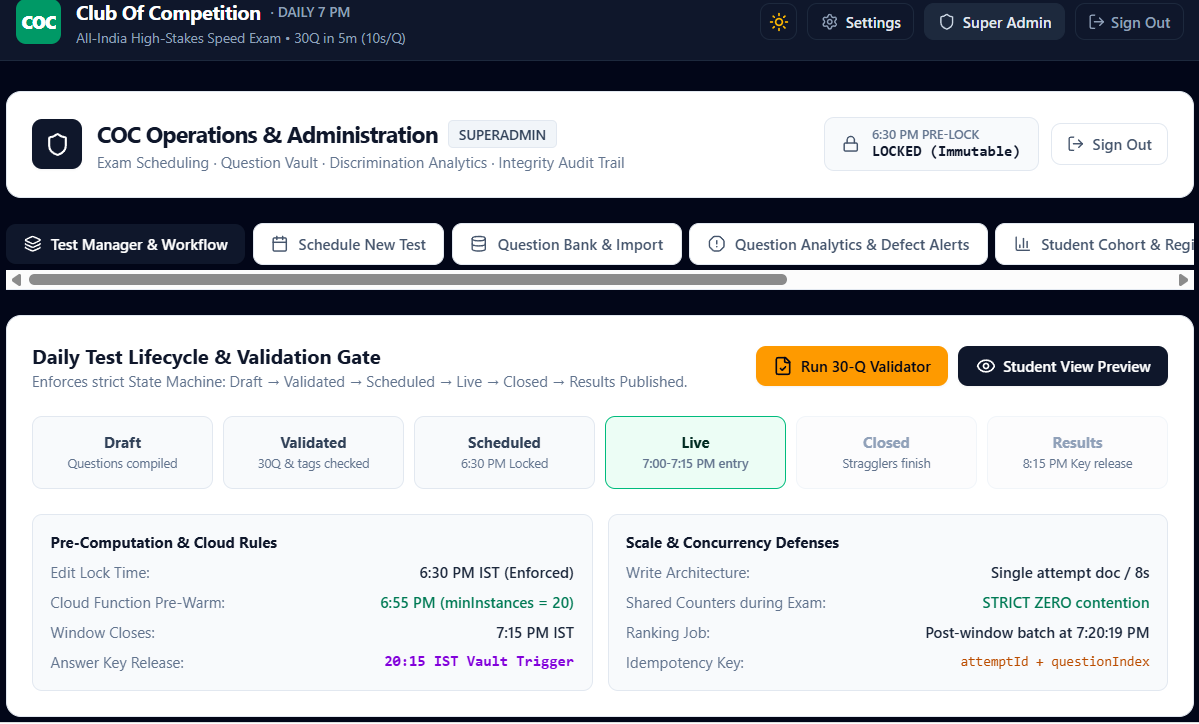 COC
Club Of Competition · DAILY 7 PM
All-India High-Stakes Speed Exam • 30Q in 5m (10s/Q)
Settings
Super Admin
Sign Out
COC Operations & Administration SUPERADMIN
Exam Scheduling · Question Vault · Discrimination Analytics · Integrity Audit Trail
6:30 PM PRE-LOCK
LOCKED (Immutable)
Sign Out
Test Manager & Workflow
Schedule New Test
Question Bank & Import
Question Analytics & Defect Alerts
Student Cohort & Regi
Daily Test Lifecycle & Validation Gate
Enforces strict State Machine: Draft → Validated → Scheduled → Live → Closed → Results Published.
Run 30-Q Validator
Student View Preview
Draft
Questions compiled
Validated
30Q & tags checked
Scheduled
6:30 PM Locked
Live
7:00-7:15 PM entry
Closed
Stragglers finish
Results
8:15 PM Key release
Pre-Computation & Cloud Rules
Edit Lock Time: 6:30 PM IST (Enforced)
Cloud Function Pre-Warm: 6:55 PM (minInstances = 20)
Window Closes: 7:15 PM IST
Answer Key Release: 20:15 IST Vault Trigger
Scale & Concurrency Defenses
Write Architecture: Single attempt doc / 8s
Shared Counters during Exam: STRICT ZERO contention
Ranking Job: Post-window batch at 7:20:19 PM
Idempotency Key: attemptId + questionIndex